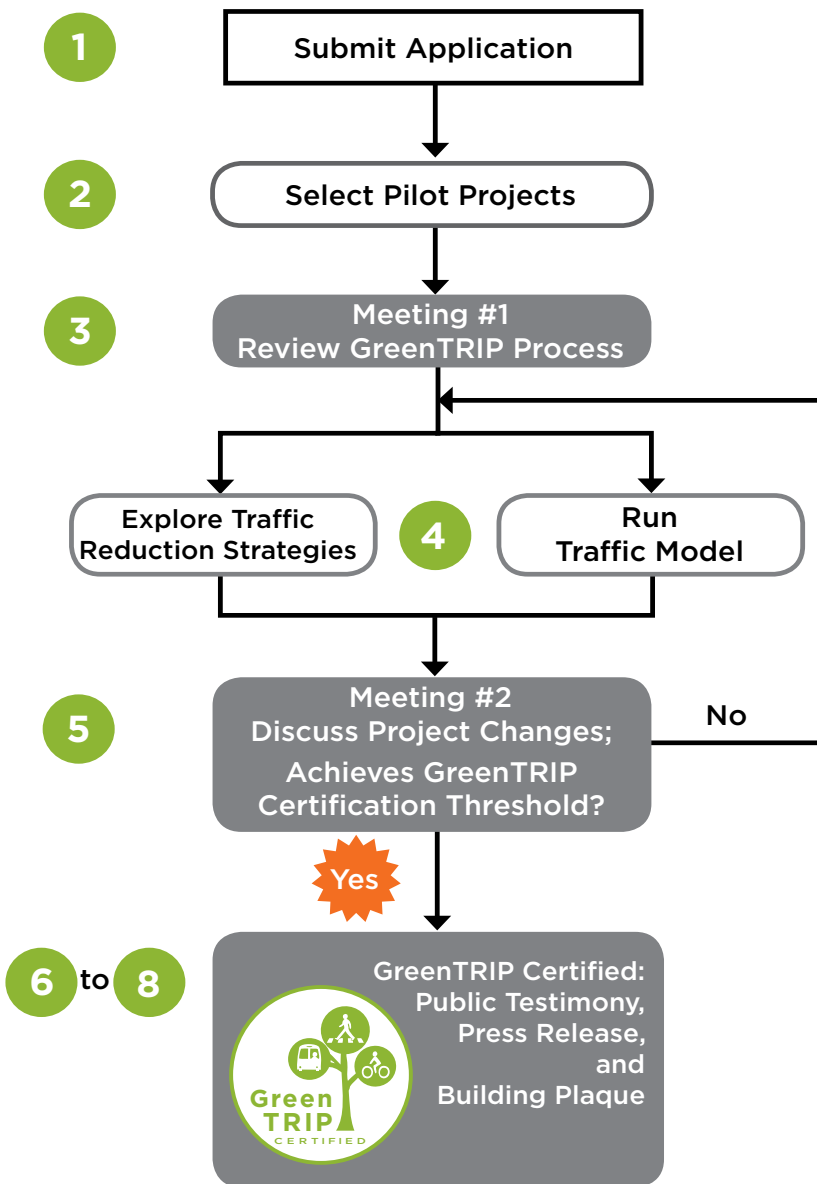 1
Submit Application
2
Select Pilot Projects
3
Meeting #1
Review GreenTRIP Process
Explore Traffic
Reduction Strategies
4
Run
Traffic Model
5
Meeting #2
Discuss Project Changes;
Achieves GreenTRIP
Certification Threshold?
No
Yes
6 to 8
GreenTRIP Certified:
Public Testimony,
Press Release,
and
Building Plaque
Green
TRIP
CERTIFIED